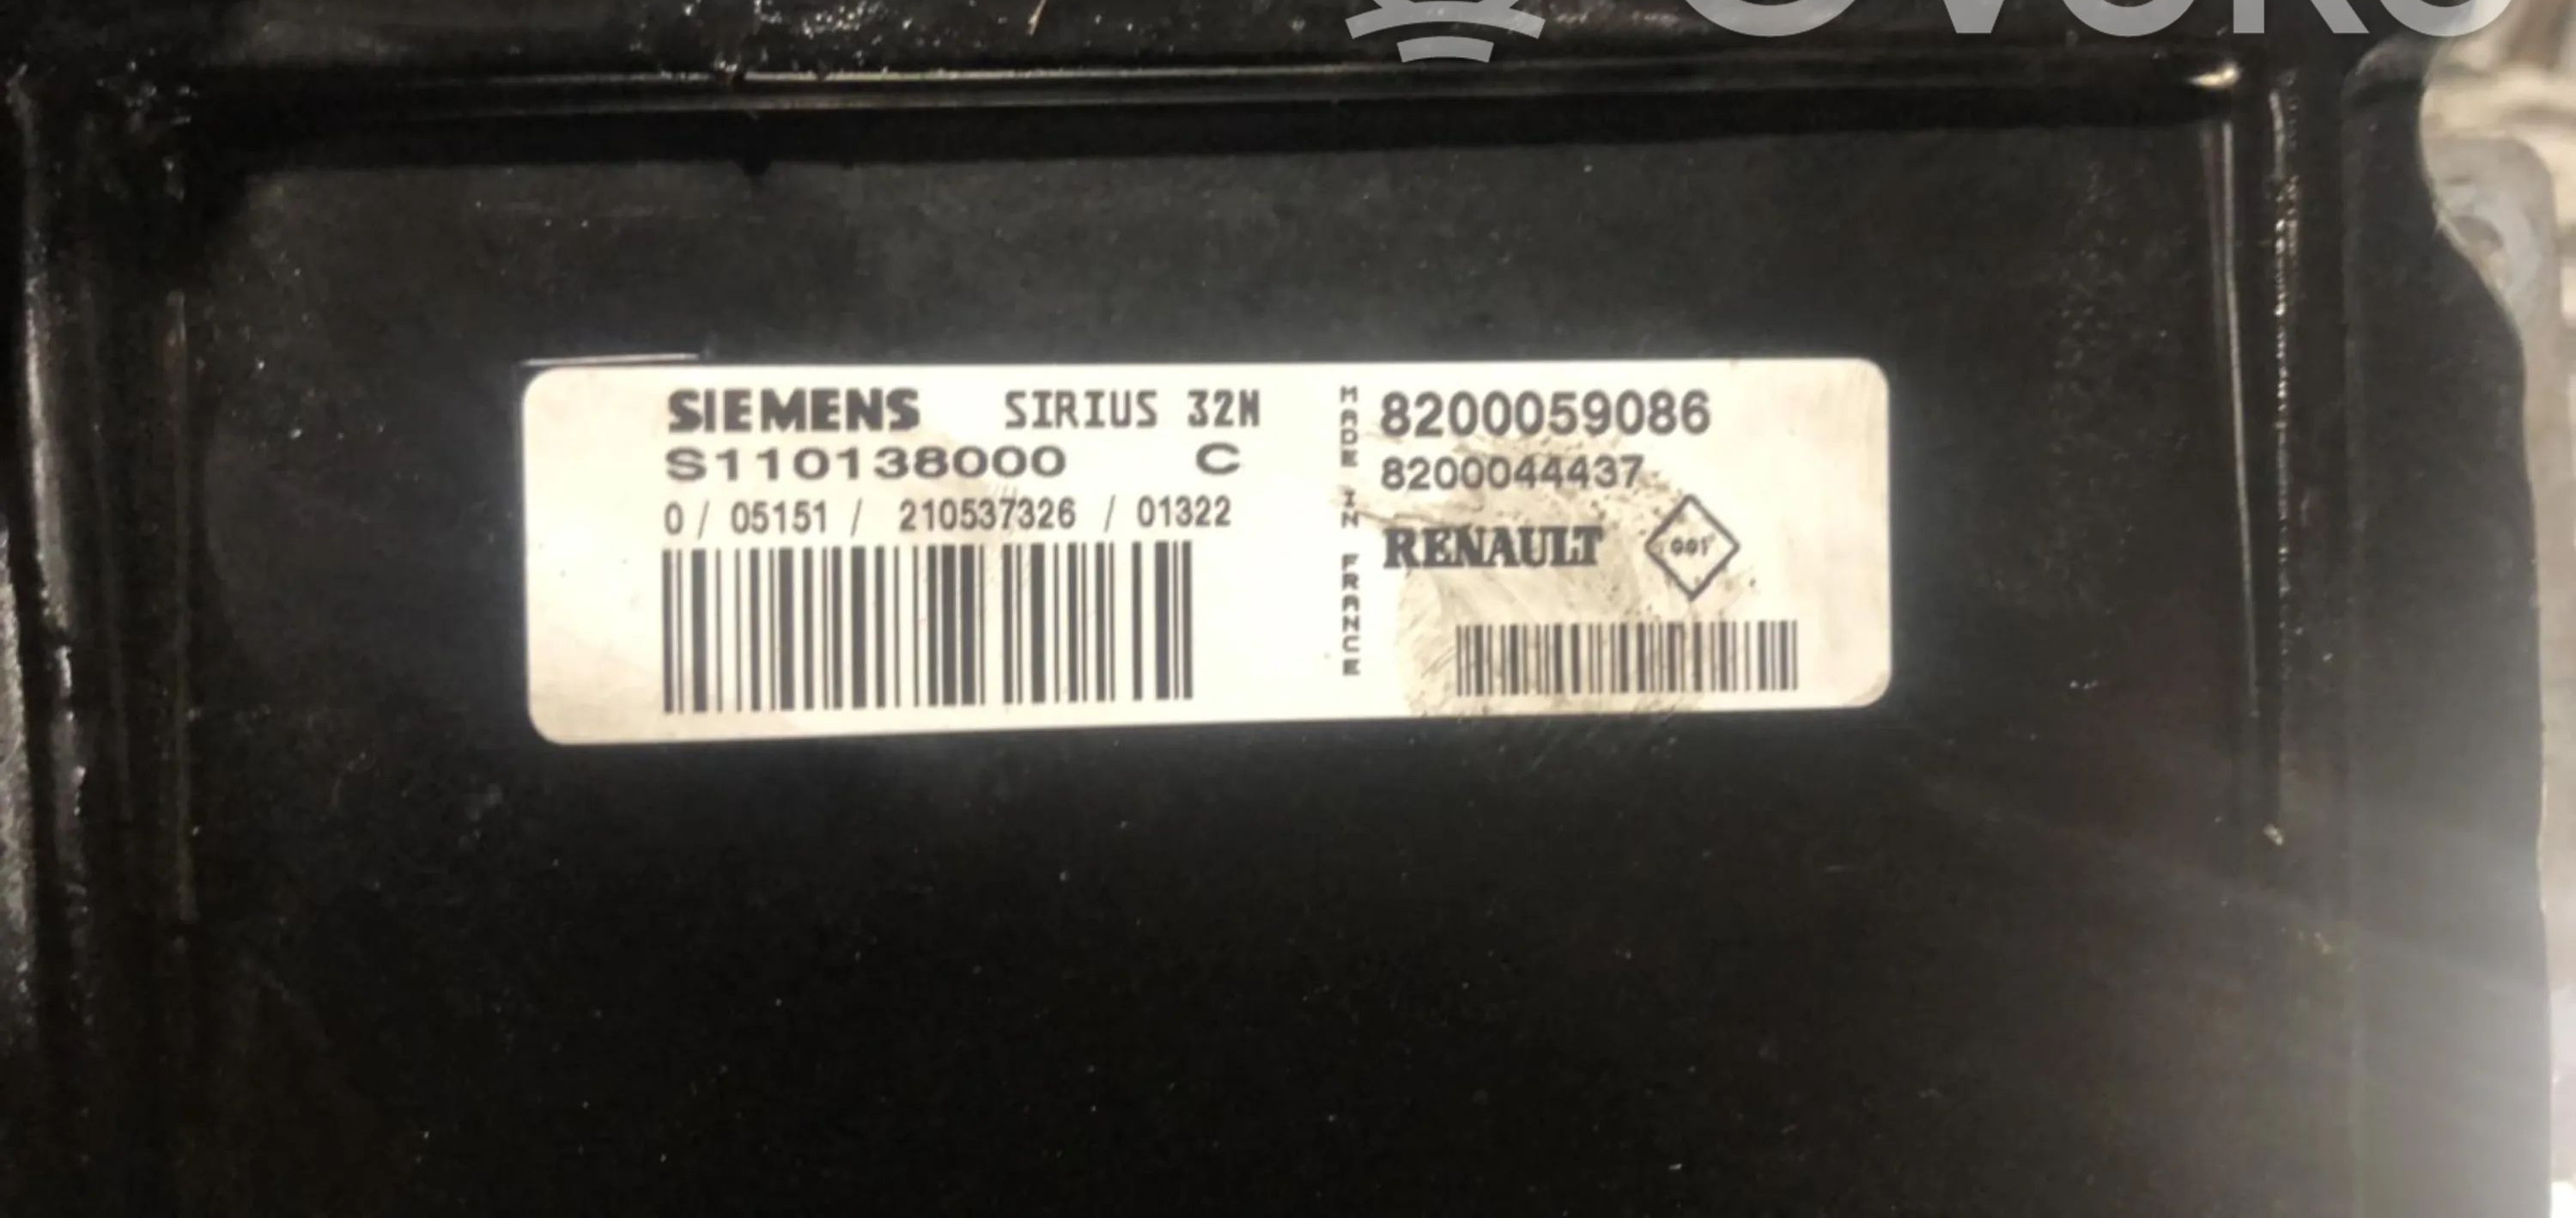 SIEMENS SIRIUS 32N
S110138000 C
0 / 05151 / 210537326 / 01322
MADE IN FRANCE
8200059086
8200044437
RENAULT